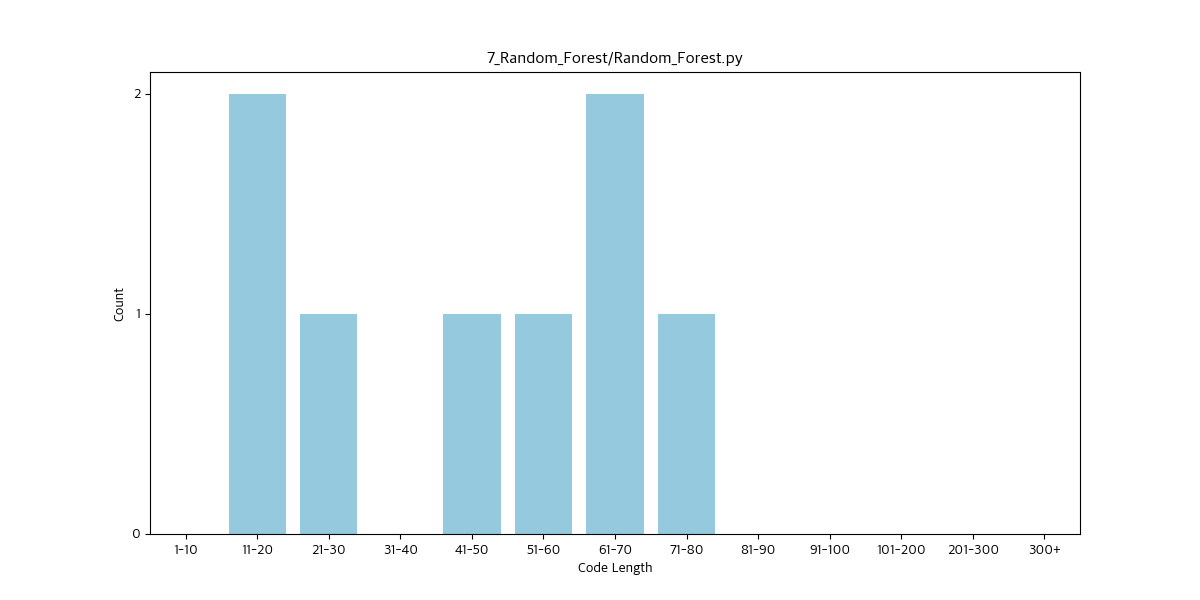 7_Random_Forest/Random_Forest.py
2
1
0
Count
1-10 11-20 21-30 31-40 41-50 51-60 61-70 71-80 81-90 91-100 101-200 201-300 300+
Code Length